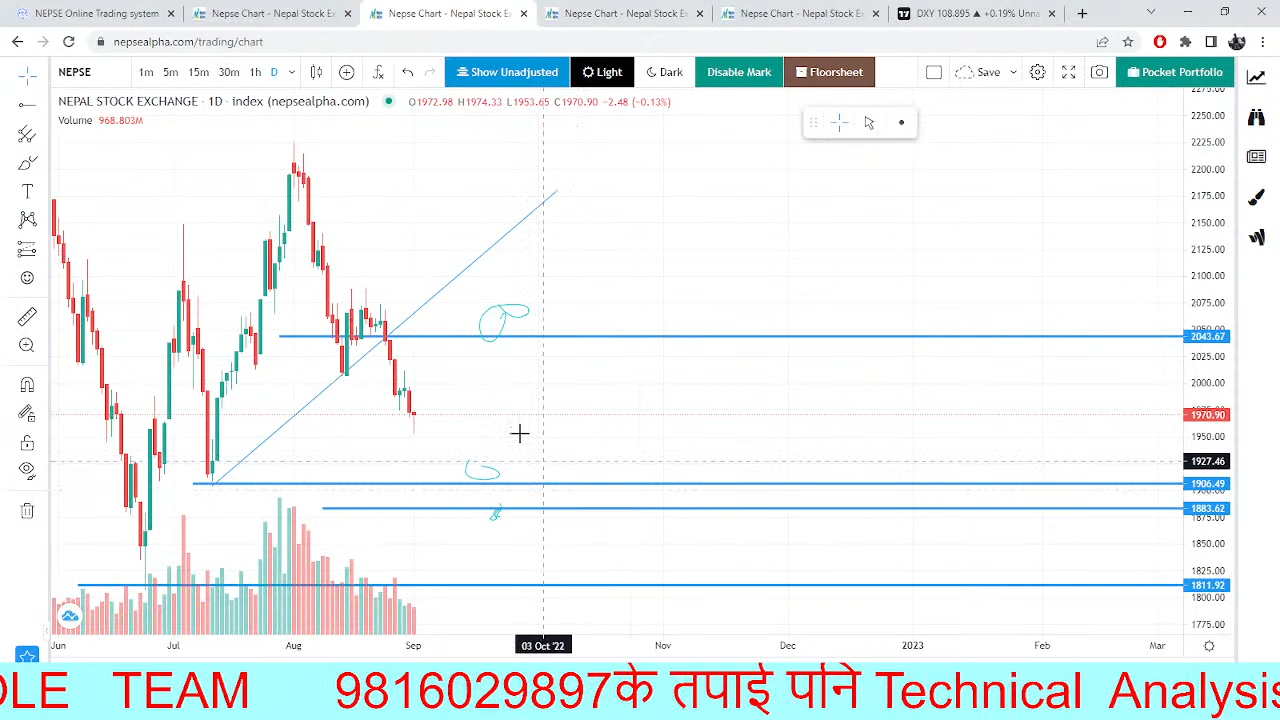 NEPSE Online Trading system
Nepse Chart - Nepal Stock Ex
Nepse Chart - Nepal Stock Ex
Nepse Chart - Nepal Stock Ex
Nepse Chart - Nepal Stock Ex
DXY 108.895 ▲ +0.19% Unna
nepsealpha.com/trading/chart
NEPSE 1m 5m 15m 30m 1h D Show Unadjusted Light Dark Disable Mark Floorsheet Save Pocket Portfolio
NEPAL STOCK EXCHANGE · 1D · index (nepsealpha.com) O1972.98 H1974.33 L1953.65 C1970.90 −2.48 (−0.13%)
Volume 968.803M
2275.00
2250.00
2225.00
2200.00
2175.00
2150.00
2125.00
2100.00
2075.00
2050.00
2043.67
2025.00
2000.00
1970.90
1950.00
1927.46
1906.49
1900.00
1883.62
1875.00
1850.00
1825.00
1811.92
1800.00
1775.00
Jun Jul Aug Sep 03 Oct '22 Nov Dec 2023 Feb Mar
OLE TEAM 9816029897के तपाई पनि Technical Analysis